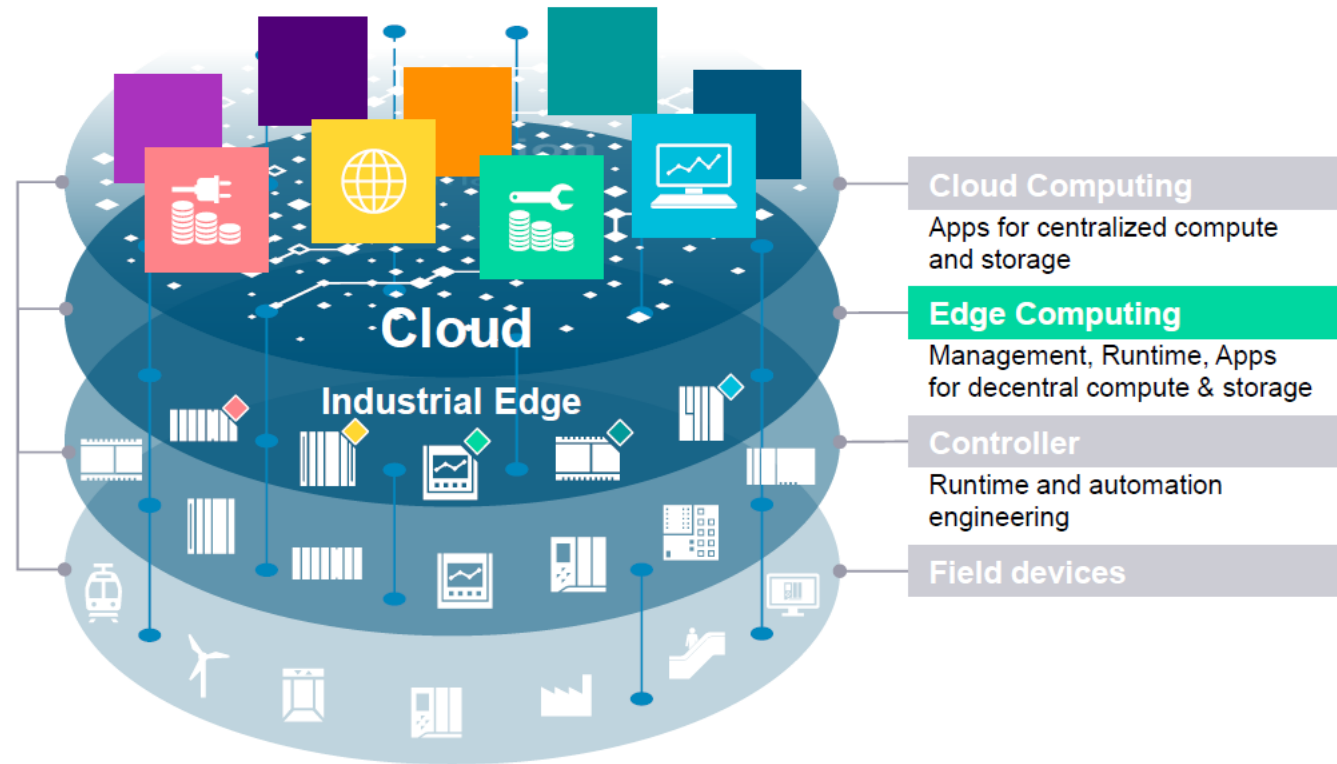 Cloud
Industrial Edge
Cloud Computing
Apps for centralized compute
and storage
Edge Computing
Management, Runtime, Apps
for decentral compute & storage
Controller
Runtime and automation
engineering
Field devices